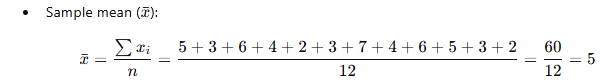 • Sample mean (x̄):
x̄ = ∑ xᵢ / n = 5 + 3 + 6 + 4 + 2 + 3 + 7 + 4 + 6 + 5 + 3 + 2 / 12 = 60 / 12 = 5